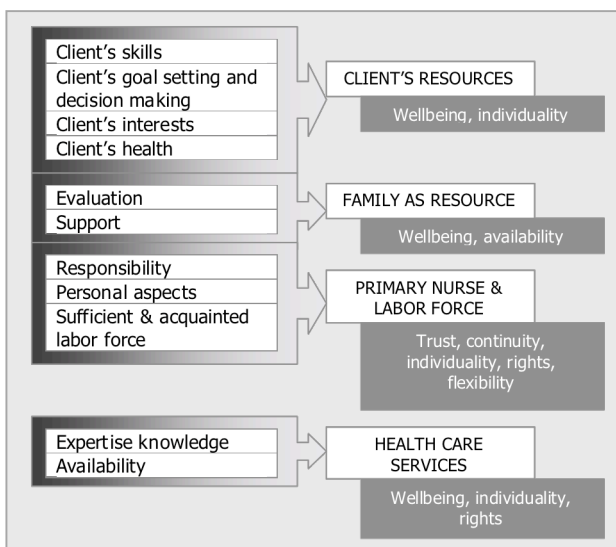 Client’s skills
Client’s goal setting and
decision making
Client’s interests
Client’s health
CLIENT’S RESOURCES
Wellbeing, individuality
Evaluation
Support
FAMILY AS RESOURCE
Wellbeing, availability
Responsibility
Personal aspects
Sufficient & acquainted
labor force
PRIMARY NURSE &
LABOR FORCE
Trust, continuity,
individuality, rights,
flexibility
Expertise knowledge
Availability
HEALTH CARE
SERVICES
Wellbeing, individuality,
rights